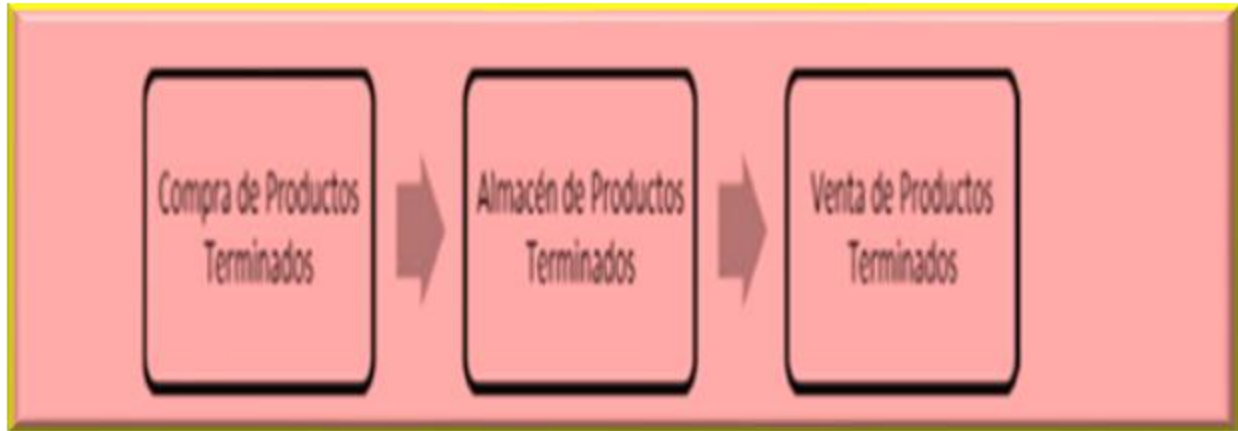 Compra de Productos
Terminados
Almacén de Productos
Terminados
Venta de Productos
Terminados